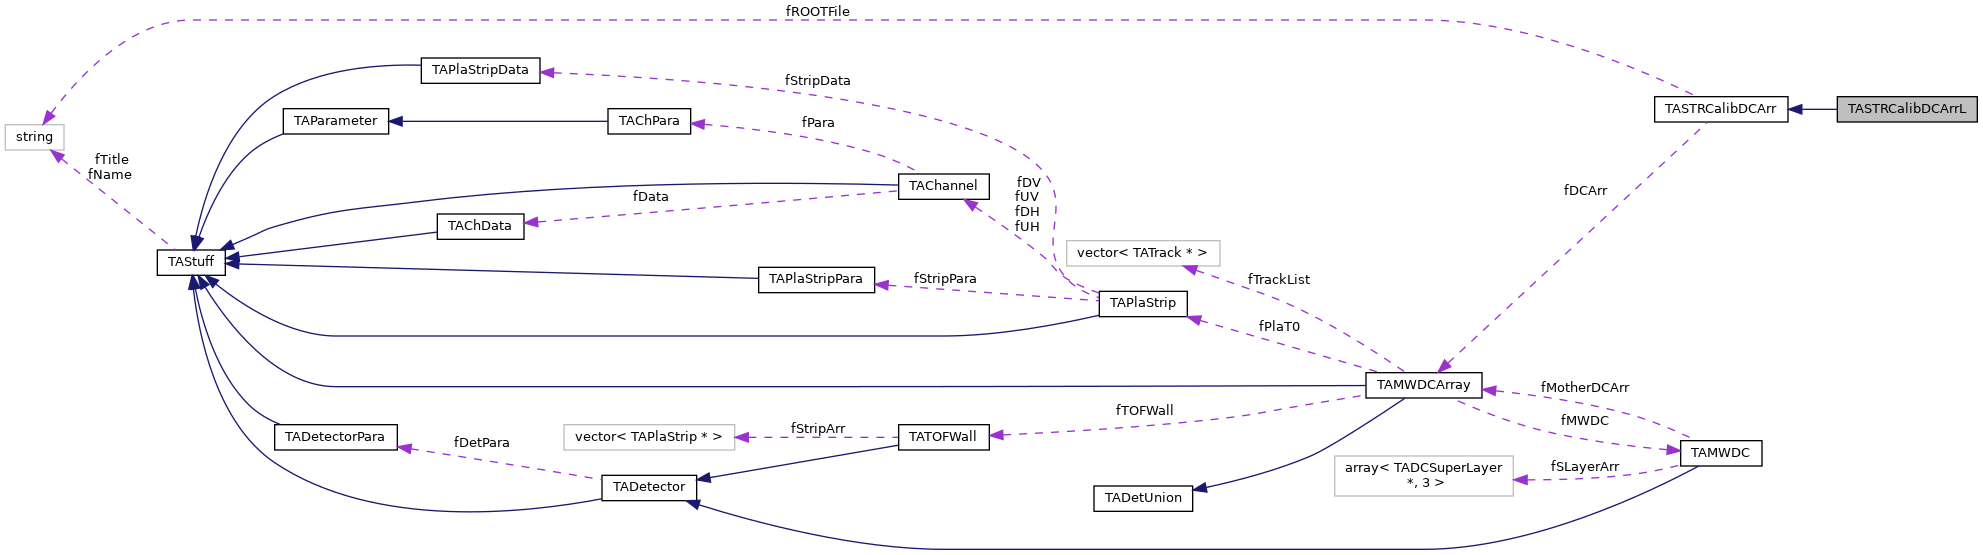 fROOTFile
TAPlaStripData
fStripData
TASTRCalibDCArr
TASTRCalibDCArrL
TAParameter
TAChPara
fPara
string
fTitle
fName
TAChannel
fDV
fUV
fDH
fUH
fDCArr
fData
TAChData
vector< TATrack * >
TAStuff
TAPlaStripPara
fStripPara
fTrackList
TAPlaStrip
fPlaT0
TAMWDCArray
fMotherDCArr
fTOFWall
fMWDC
TADetectorPara
fDetPara
vector< TAPlaStrip * >
fStripArr
TATOFWall
TAMWDC
array< TADCSuperLayer
*, 3 >
fSLayerArr
TADetector
TADetUnion